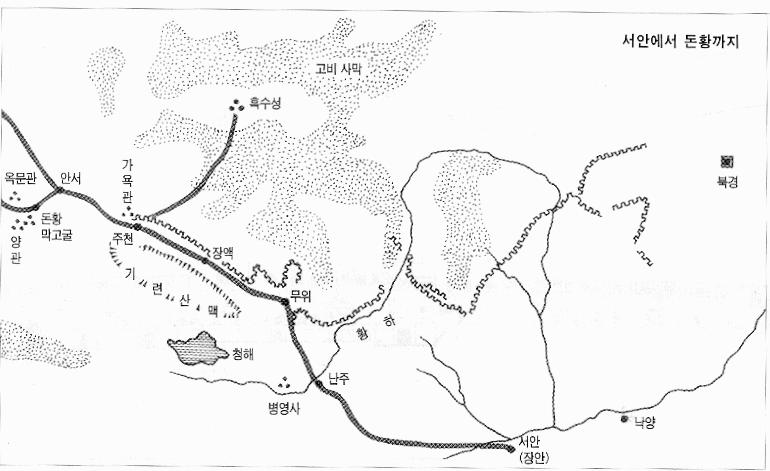 서안에서 돈황까지
고비 사막
흑수성
북경
가욕관
옥문관
안서
돈황
막고굴
양관
주천
장액
기련산맥
무위
황하
청해
난주
병영사
낙양
서안
(장안)